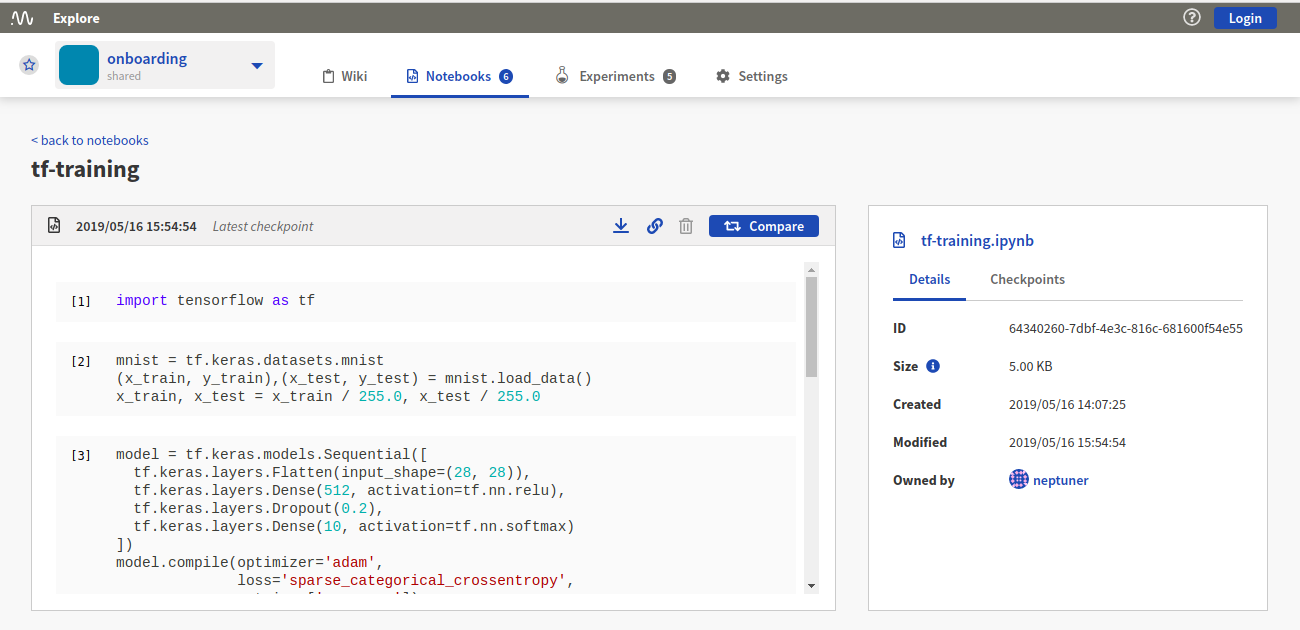 Explore
Login
onboarding
shared
Wiki
Notebooks 6
Experiments 5
Settings
< back to notebooks
tf-training
2019/05/16 15:54:54 Latest checkpoint
Compare
[1] import tensorflow as tf
[2] mnist = tf.keras.datasets.mnist
(x_train, y_train),(x_test, y_test) = mnist.load_data()
x_train, x_test = x_train / 255.0, x_test / 255.0
[3] model = tf.keras.models.Sequential([
  tf.keras.layers.Flatten(input_shape=(28, 28)),
  tf.keras.layers.Dense(512, activation=tf.nn.relu),
  tf.keras.layers.Dropout(0.2),
  tf.keras.layers.Dense(10, activation=tf.nn.softmax)
])
model.compile(optimizer='adam',
              loss='sparse_categorical_crossentropy',
tf-training.ipynb
Details Checkpoints
ID 64340260-7dbf-4e3c-816c-681600f54e55
Size 5.00 KB
Created 2019/05/16 14:07:25
Modified 2019/05/16 15:54:54
Owned by neptuner